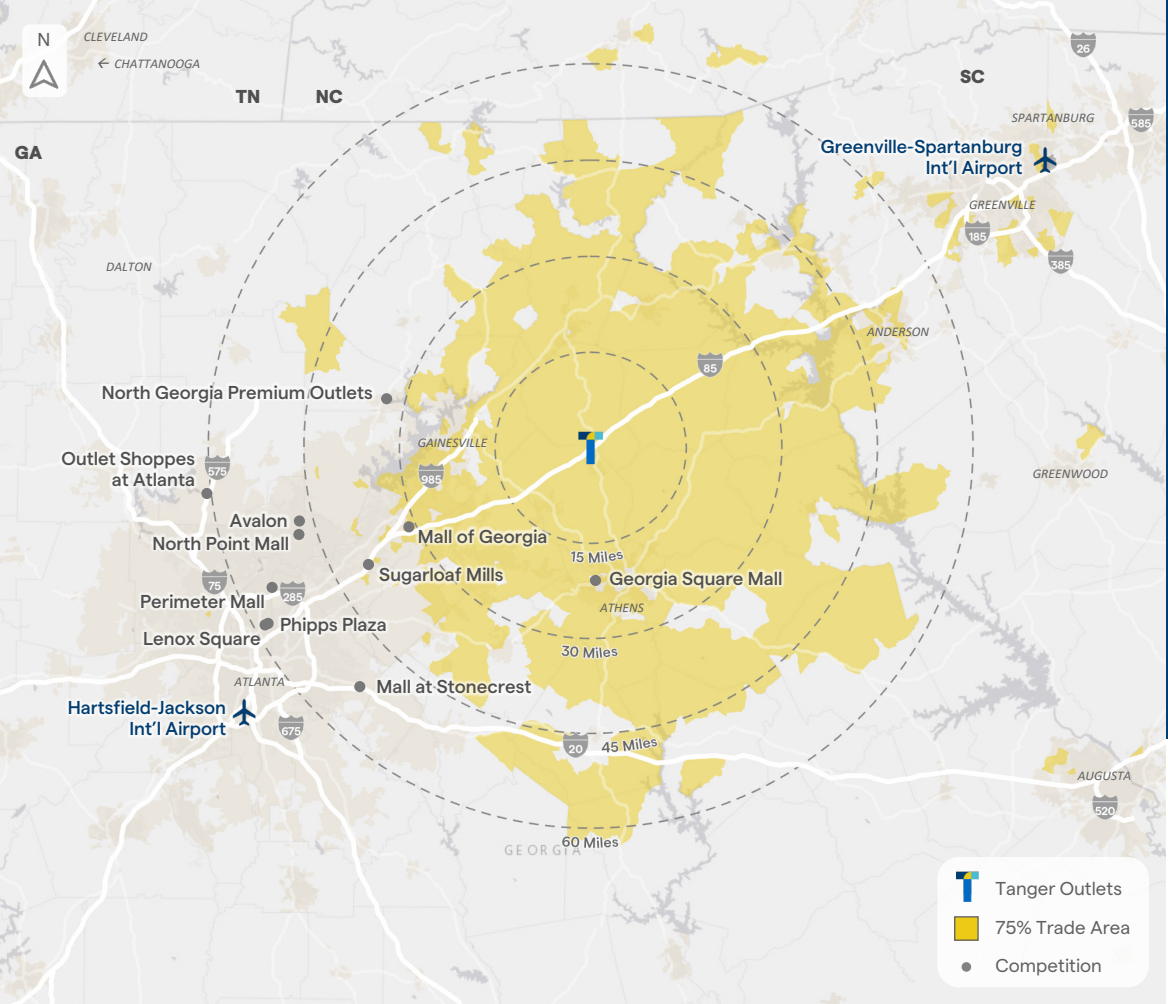 N
CLEVELAND
← CHATTANOOGA
TN
NC
SC
GA
26
SPARTANBURG
585
Greenville-Spartanburg
Int’l Airport
GREENVILLE
185
385
DALTON
ANDERSON
85
North Georgia Premium Outlets
GAINESVILLE
Outlet Shoppes
at Atlanta
575
985
GREENWOOD
Avalon
North Point Mall
Mall of Georgia
15 Miles
Sugarloaf Mills
Georgia Square Mall
75
285
Perimeter Mall
ATHENS
Phipps Plaza
Lenox Square
30 Miles
ATLANTA
Mall at Stonecrest
Hartsfield-Jackson
Int’l Airport
675
20
45 Miles
AUGUSTA
520
60 Miles
GEORGIA
Tanger Outlets
75% Trade Area
Competition